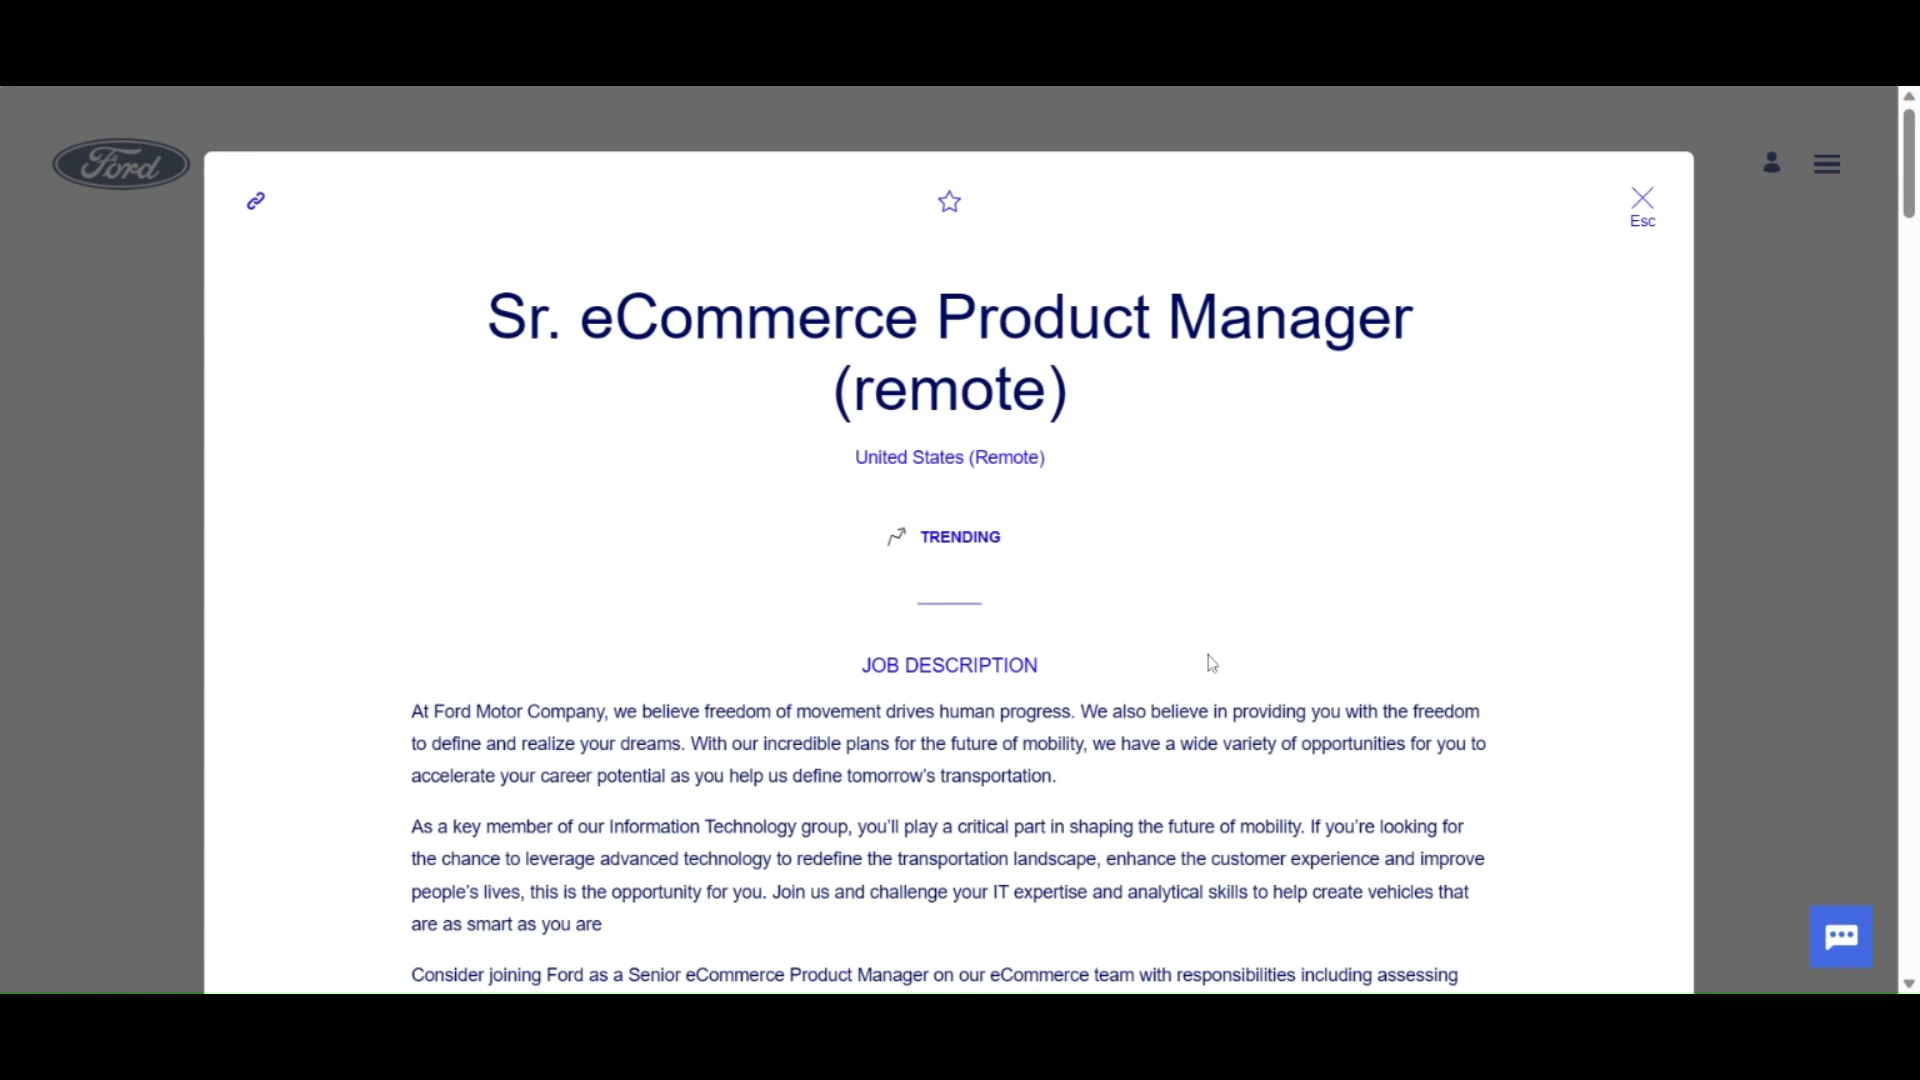 Ford
Esc
Sr. eCommerce Product Manager
(remote)
United States (Remote)
TRENDING
JOB DESCRIPTION
At Ford Motor Company, we believe freedom of movement drives human progress. We also believe in providing you with the freedom
to define and realize your dreams. With our incredible plans for the future of mobility, we have a wide variety of opportunities for you to
accelerate your career potential as you help us define tomorrow's transportation.
As a key member of our Information Technology group, you'll play a critical part in shaping the future of mobility. If you're looking for
the chance to leverage advanced technology to redefine the transportation landscape, enhance the customer experience and improve
people's lives, this is the opportunity for you. Join us and challenge your IT expertise and analytical skills to help create vehicles that
are as smart as you are
Consider joining Ford as a Senior eCommerce Product Manager on our eCommerce team with responsibilities including assessing